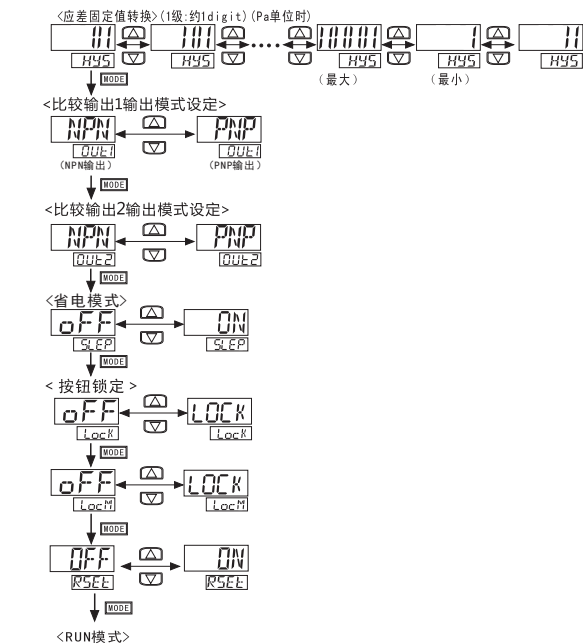 <应差固定值转换>(1级:约1digit)(Pa单位时)
III IIII IIIIIIII I II
HYS HYS HYS HYS HYS
(最大) (最小)
MODE
<比较输出1输出模式设定>
NPN PNP
OUt1 OUt1
(NPN输出) (PNP输出)
MODE
<比较输出2输出模式设定>
NPN PNP
OUt2 OUt2
MODE
<省电模式>
oFF ON
SLEP SLEP
MODE
<按钮锁定>
oFF LOCK
LocK LocK
MODE
oFF LOCK
LocM LocM
MODE
OFF ON
RSEt RSEt
MODE
<RUN模式>